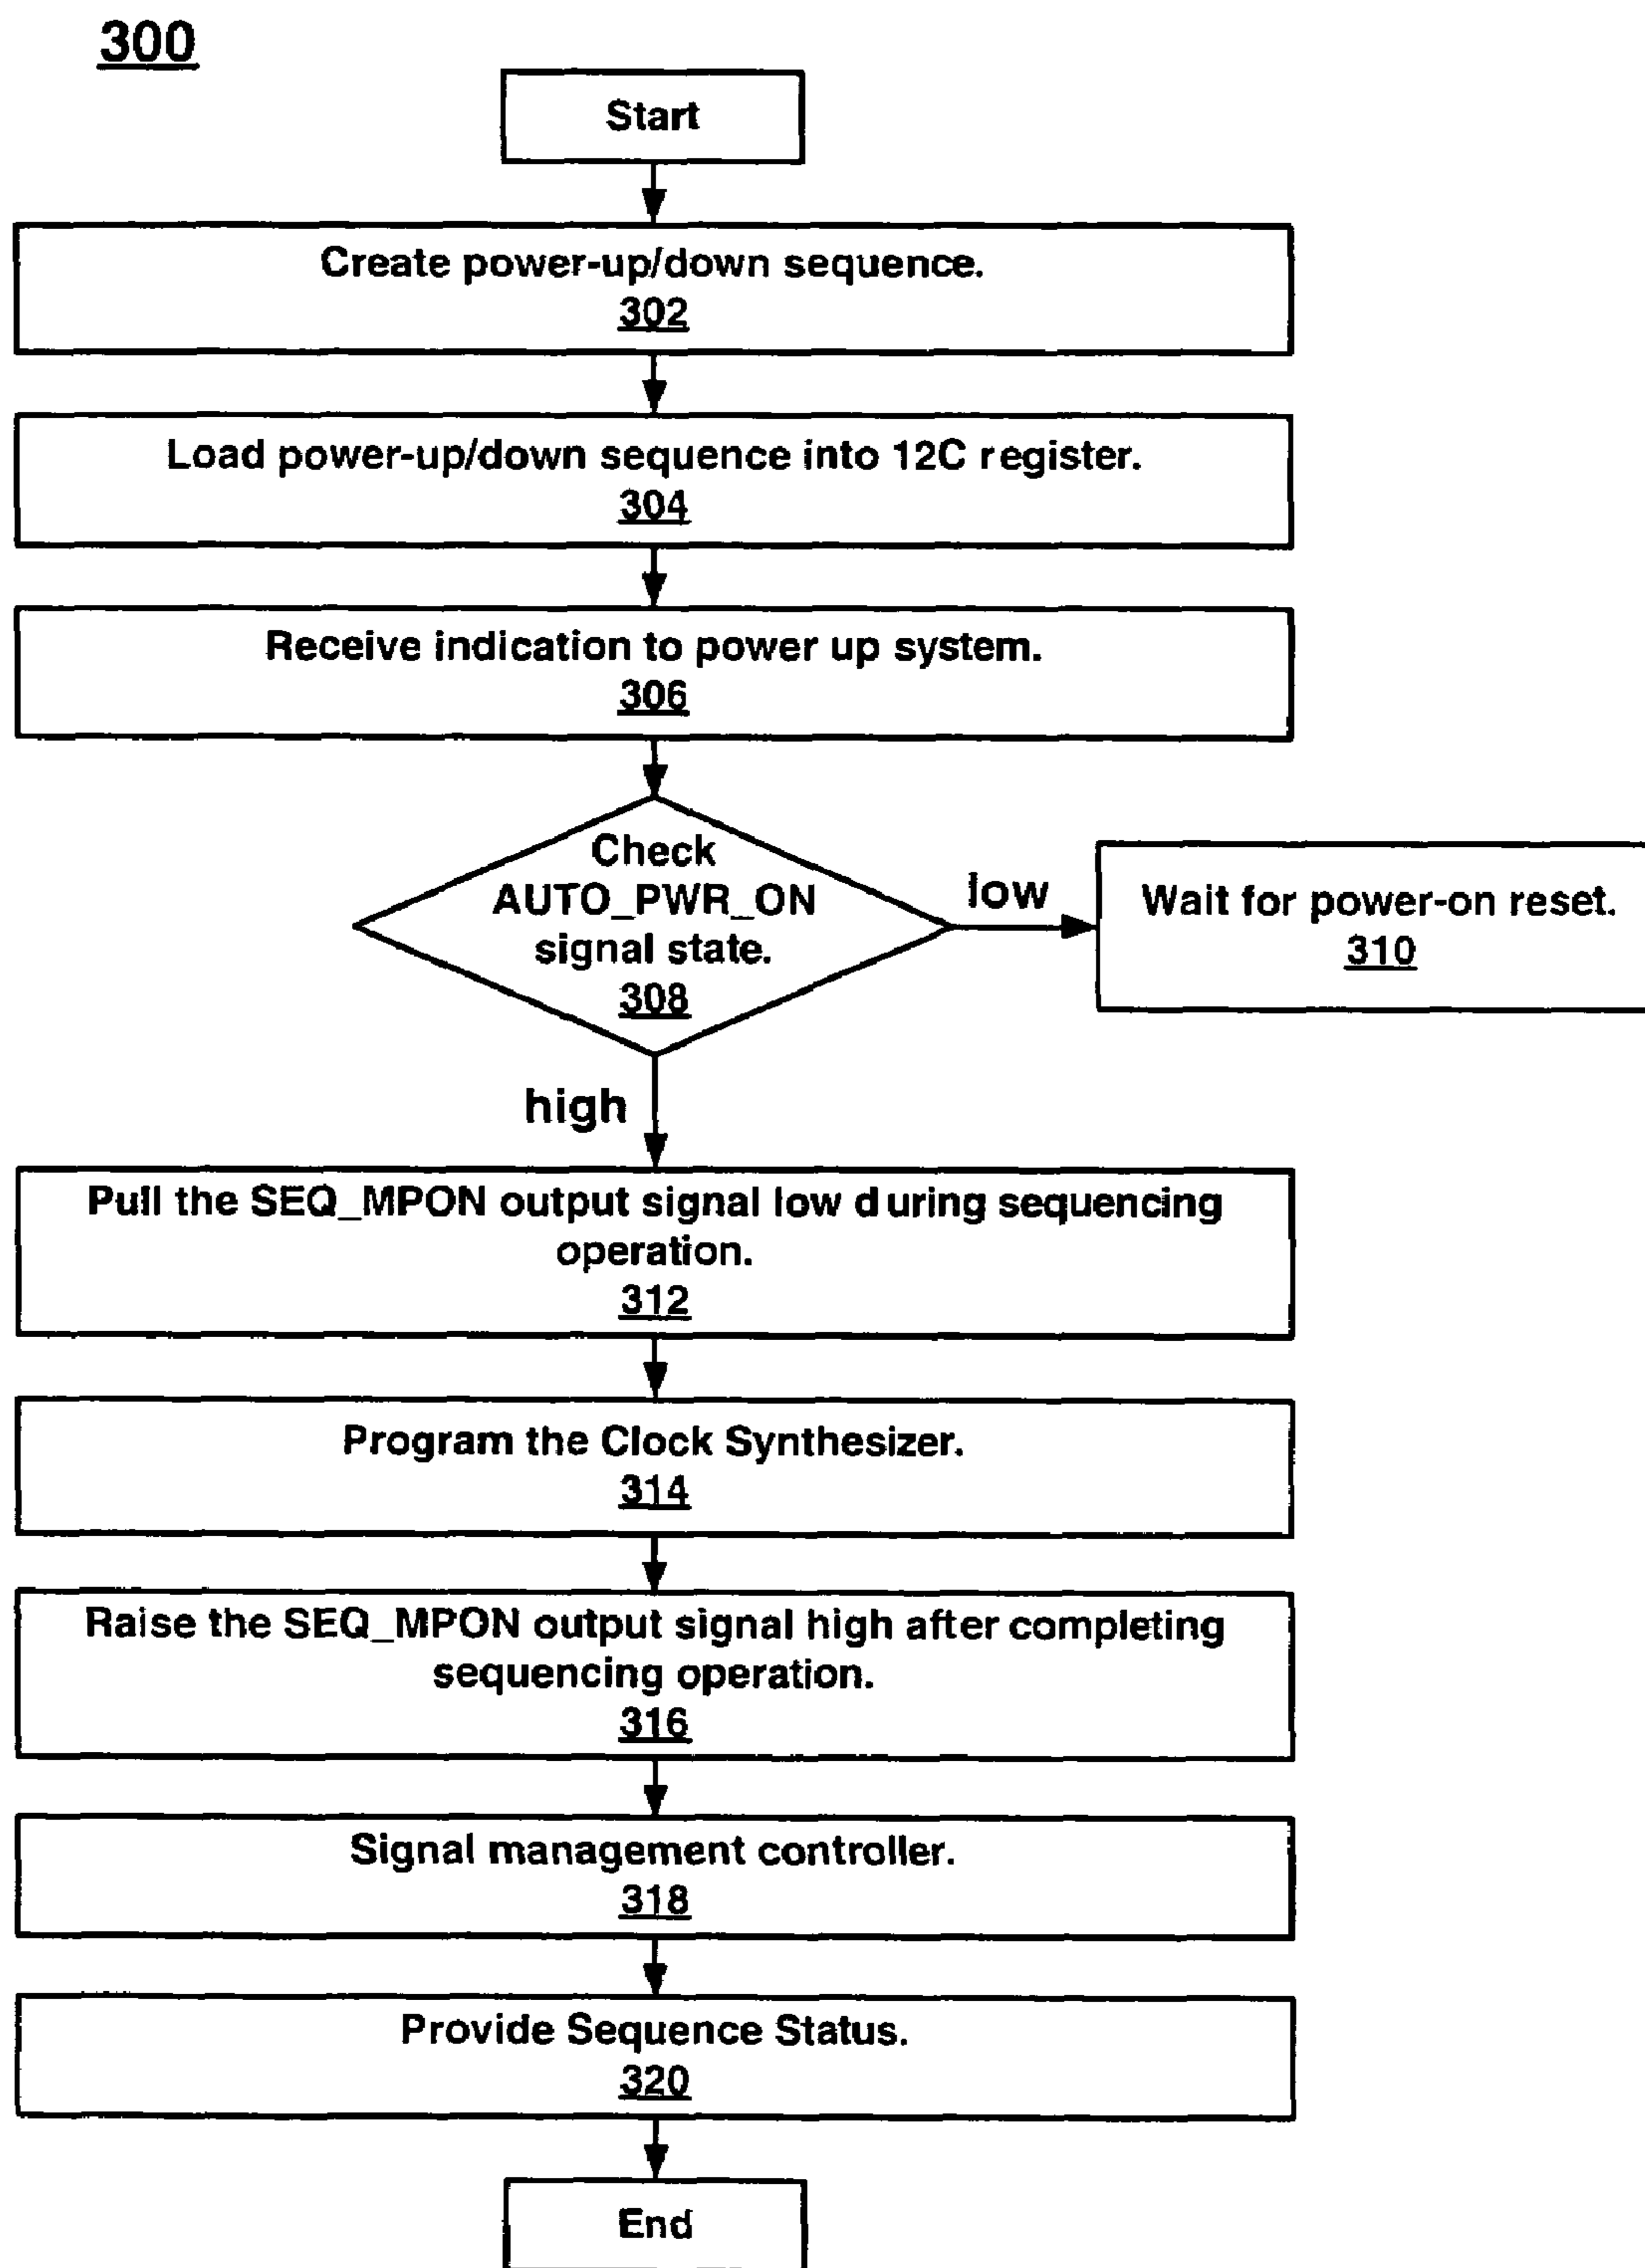 300
Start
Create power-up/down sequence.
302
Load power-up/down sequence into 12C register.
304
Receive indication to power up system.
306
Check
AUTO_PWR_ON
signal state.
308
low
Wait for power-on reset.
310
high
Pull the SEQ_MPON output signal low during sequencing
operation.
312
Program the Clock Synthesizer.
314
Raise the SEQ_MPON output signal high after completing
sequencing operation.
316
Signal management controller.
318
Provide Sequence Status.
320
End